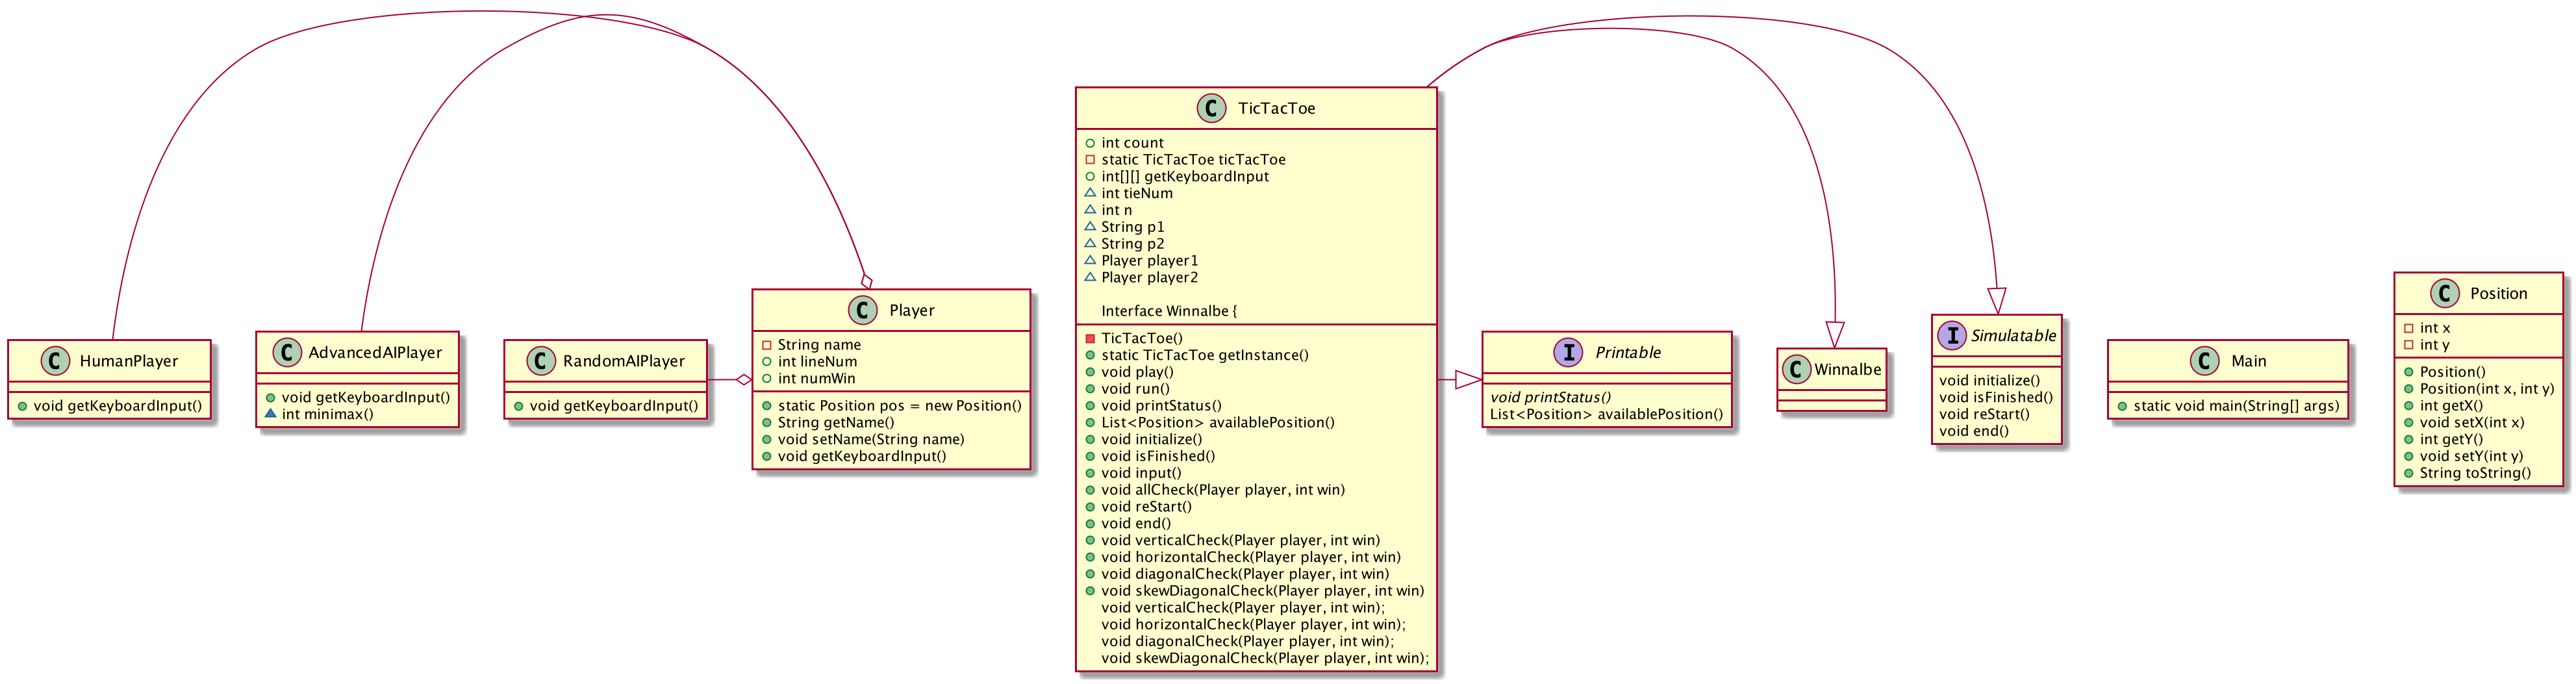 C HumanPlayer
void getKeyboardInput()
C AdvancedAIPlayer
void getKeyboardInput()
int minimax()
C RandomAIPlayer
void getKeyboardInput()
C Player
String name
int lineNum
int numWin
static Position pos = new Position()
String getName()
void setName(String name)
void getKeyboardInput()
C TicTacToe
int count
static TicTacToe ticTacToe
int[][] getKeyboardInput
int tieNum
int n
String p1
String p2
Player player1
Player player2
Interface Winnalbe {
TicTacToe()
static TicTacToe getInstance()
void play()
void run()
void printStatus()
List<Position> availablePosition()
void initialize()
void isFinished()
void input()
void allCheck(Player player, int win)
void reStart()
void end()
void verticalCheck(Player player, int win)
void horizontalCheck(Player player, int win)
void diagonalCheck(Player player, int win)
void skewDiagonalCheck(Player player, int win)
void verticalCheck(Player player, int win);
void horizontalCheck(Player player, int win);
void diagonalCheck(Player player, int win);
void skewDiagonalCheck(Player player, int win);
I Printable
void printStatus()
List<Position> availablePosition()
C Winnalbe
I Simulatable
void initialize()
void isFinished()
void reStart()
void end()
C Main
static void main(String[] args)
C Position
int x
int y
Position()
Position(int x, int y)
int getX()
void setX(int x)
int getY()
void setY(int y)
String toString()